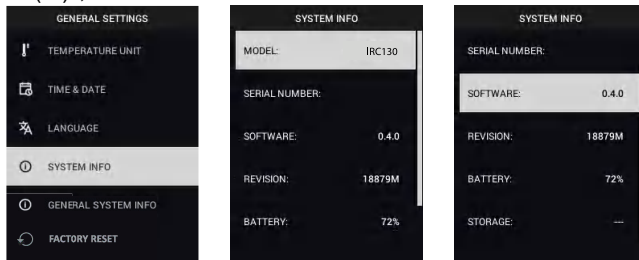 GENERAL SETTINGS
TEMPERATURE UNIT
TIME & DATE
LANGUAGE
SYSTEM INFO
GENERAL SYSTEM INFO
FACTORY RESET
SYSTEM INFO
MODEL: IRC130
SERIAL NUMBER:
SOFTWARE: 0.4.0
REVISION: 18879M
BATTERY: 72%
SYSTEM INFO
SERIAL NUMBER:
SOFTWARE: 0.4.0
REVISION: 18879M
BATTERY: 72%
STORAGE: ---